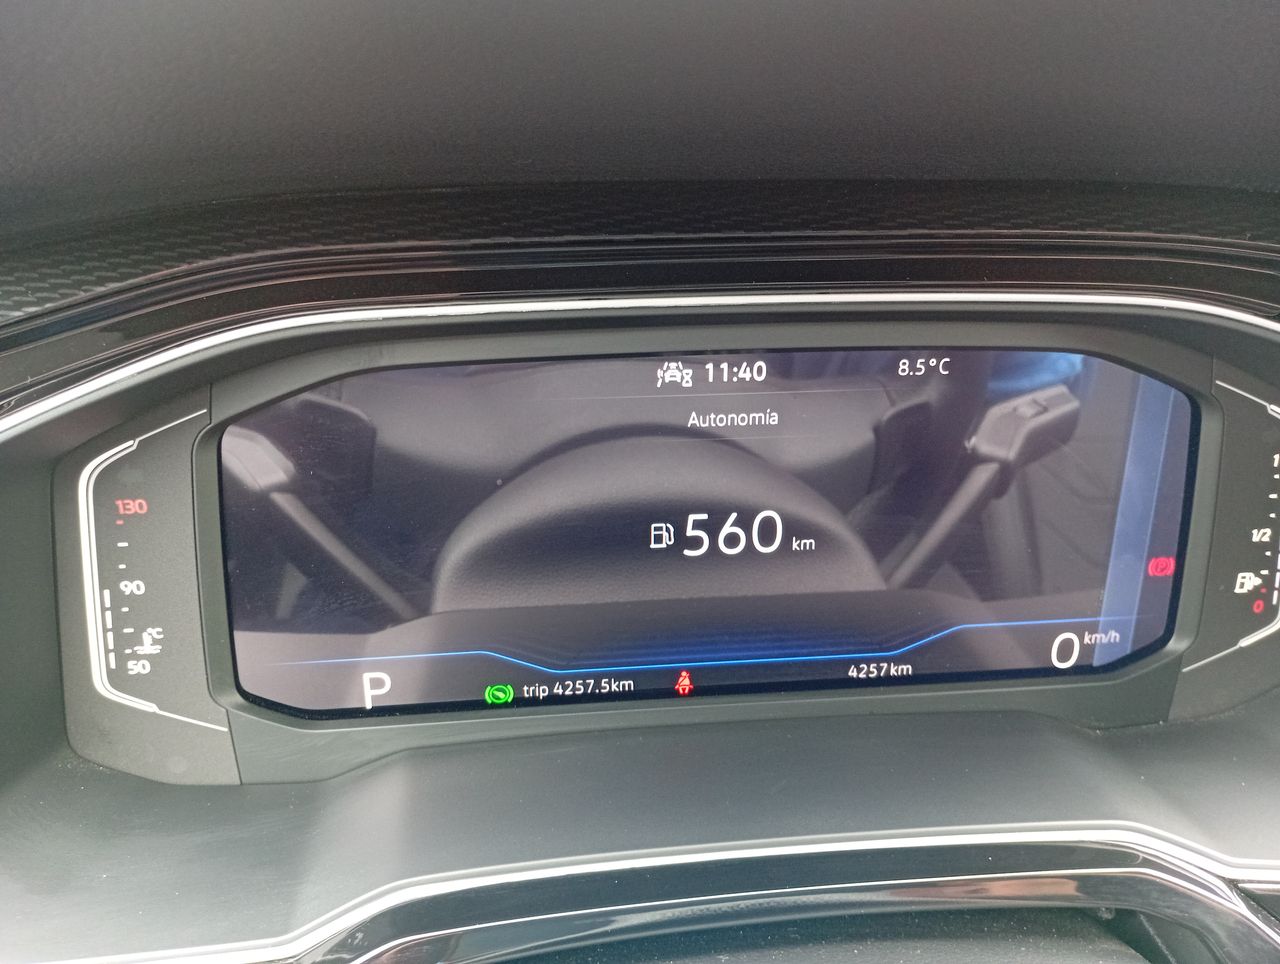 11:40
8.5°C
Autonomía
130
90
°C
50
560 km
1/2
0
P
trip 4257.5km
4257km
0 km/h